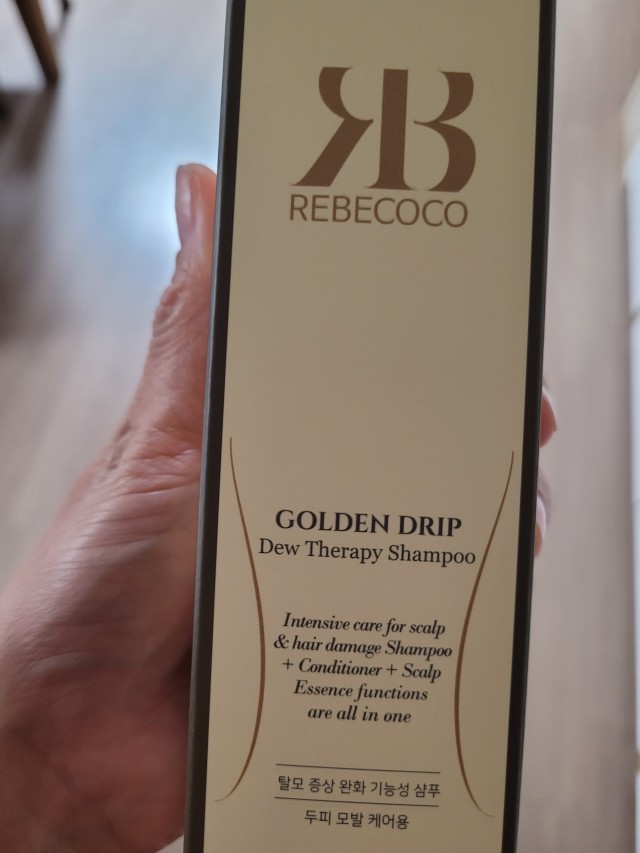 RB
REBECOCO
GOLDEN DRIP
Dew Therapy Shampoo
Intensive care for scalp
& hair damage Shampoo
+ Conditioner + Scalp
Essence functions
are all in one
탈모 증상 완화 기능성 샴푸
두피 모발 케어용